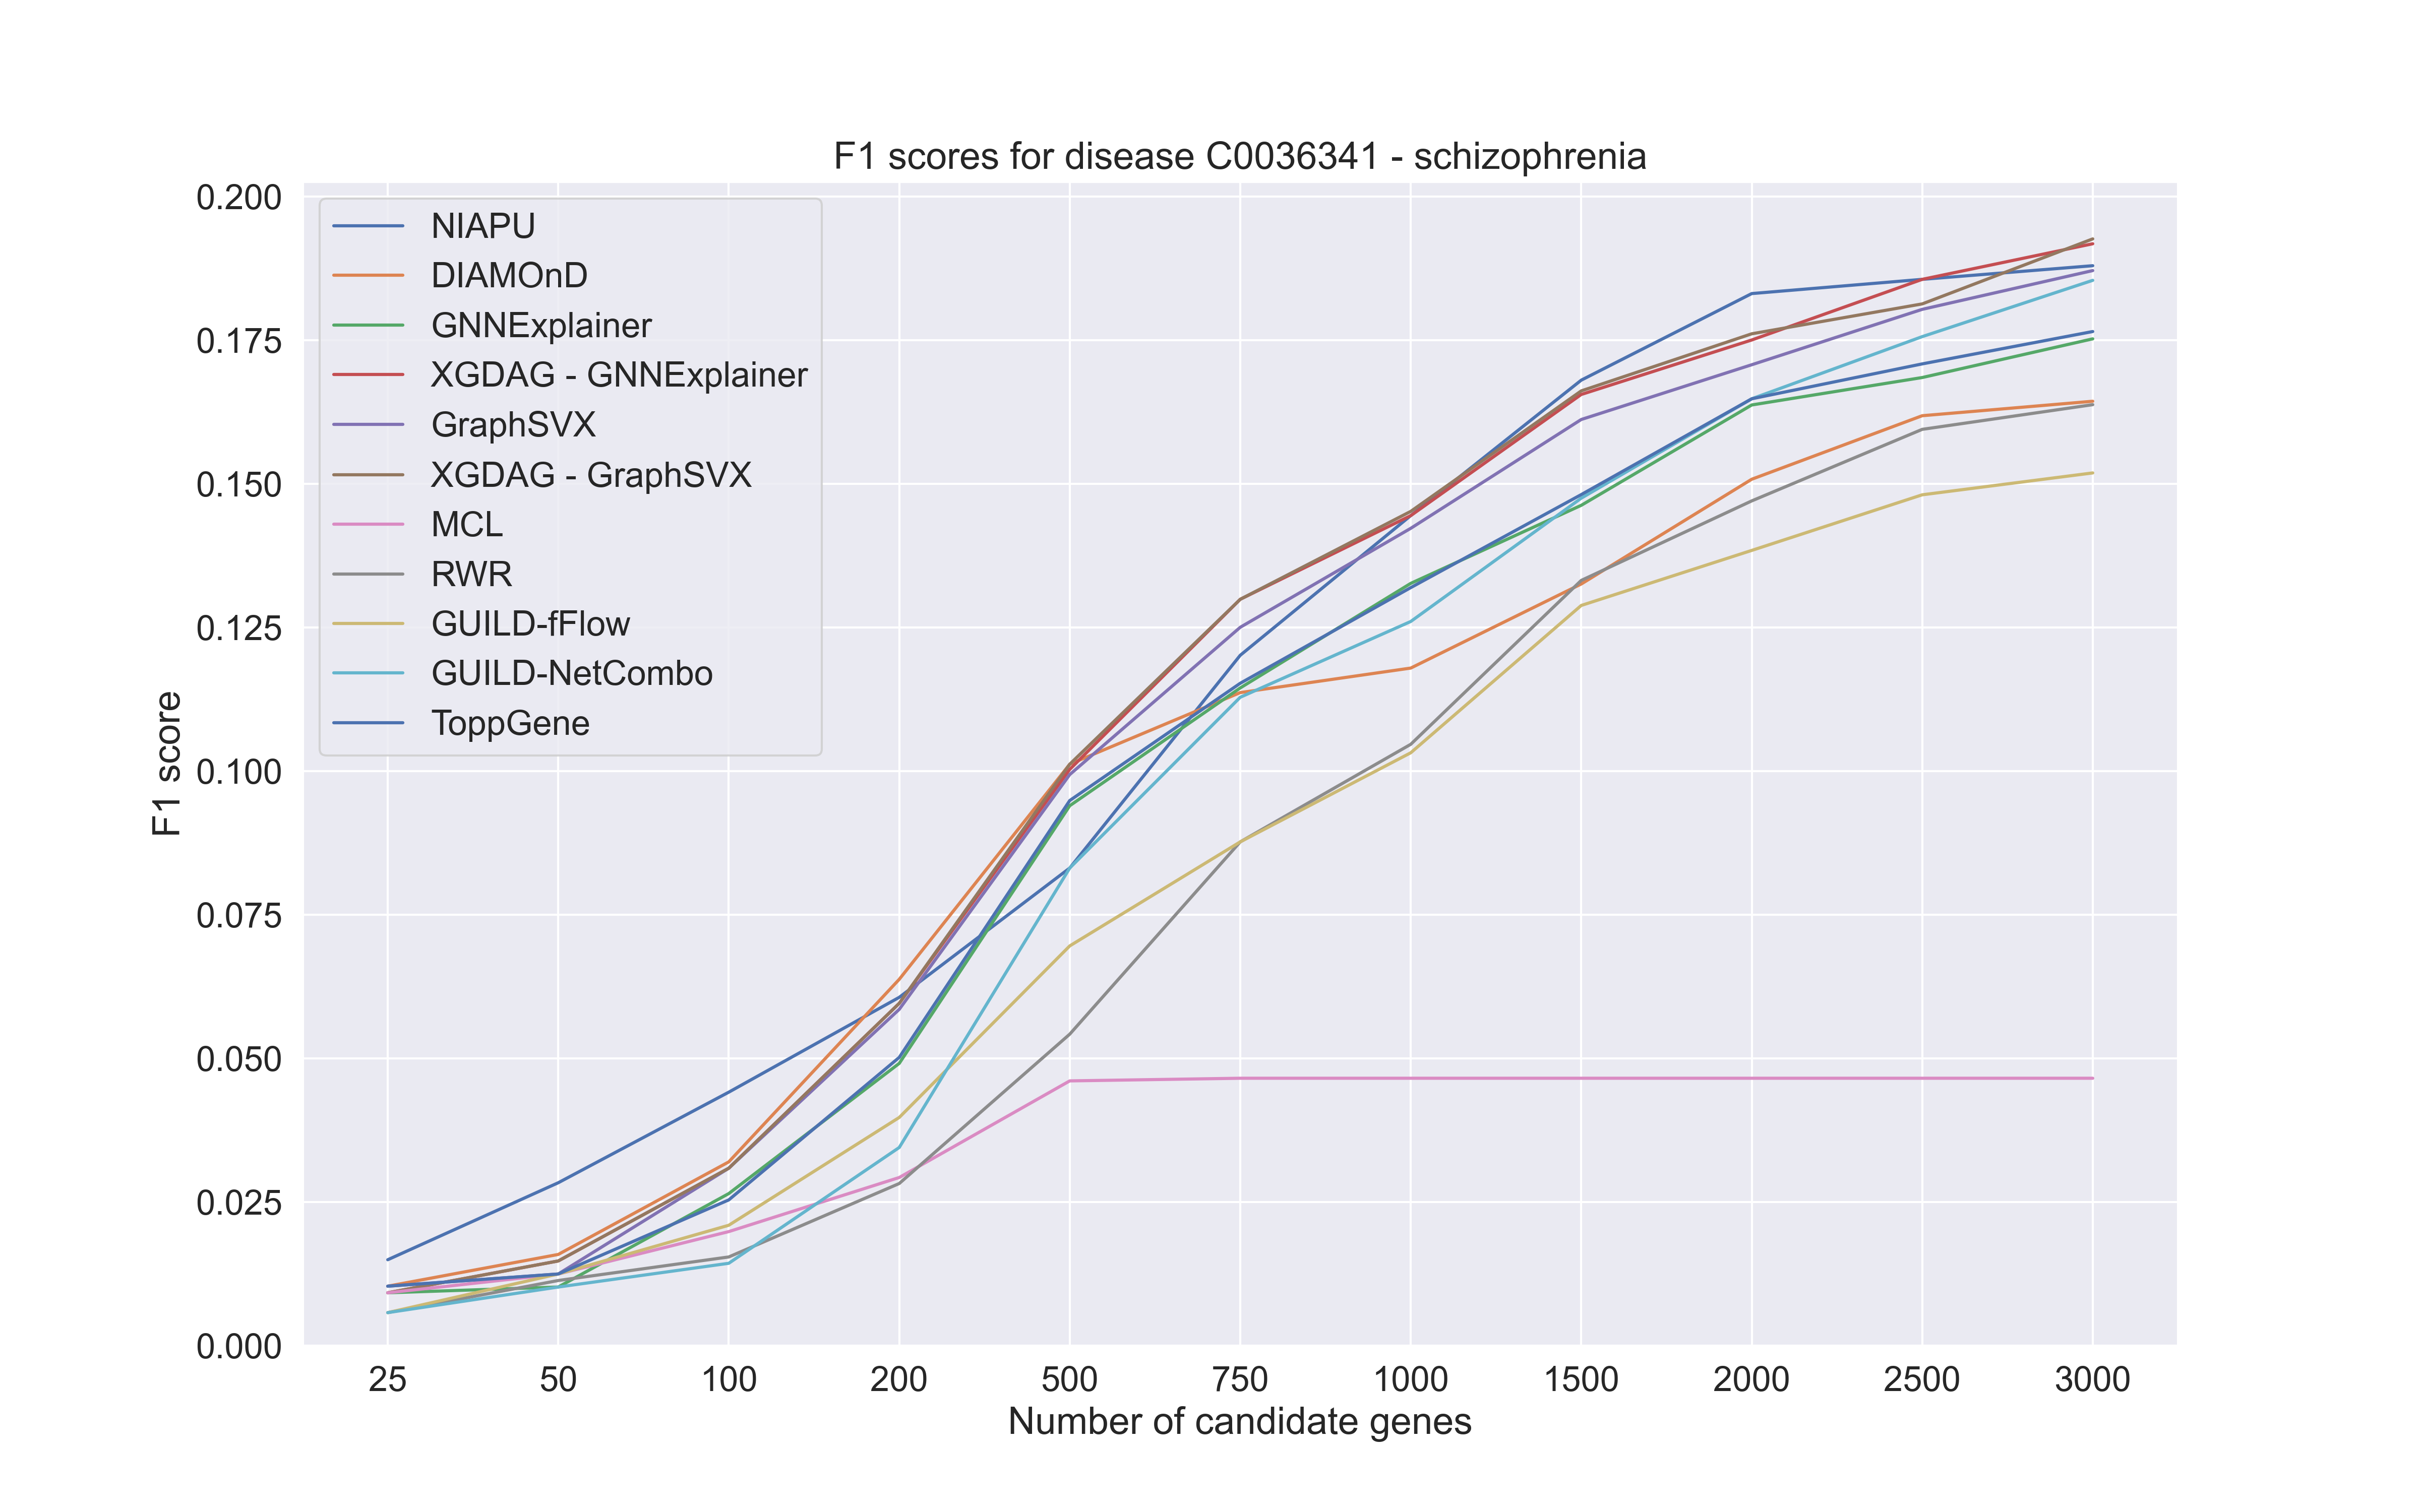 F1 scores for disease C0036341 - schizophrenia
0.200
0.175
0.150
0.125
0.100
0.075
0.050
0.025
0.000
F1 score
NIAPU
DIAMOnD
GNNExplainer
XGDAG - GNNExplainer
GraphSVX
XGDAG - GraphSVX
MCL
RWR
GUILD-fFlow
GUILD-NetCombo
ToppGene
25 50 100 200 500 750 1000 1500 2000 2500 3000
Number of candidate genes